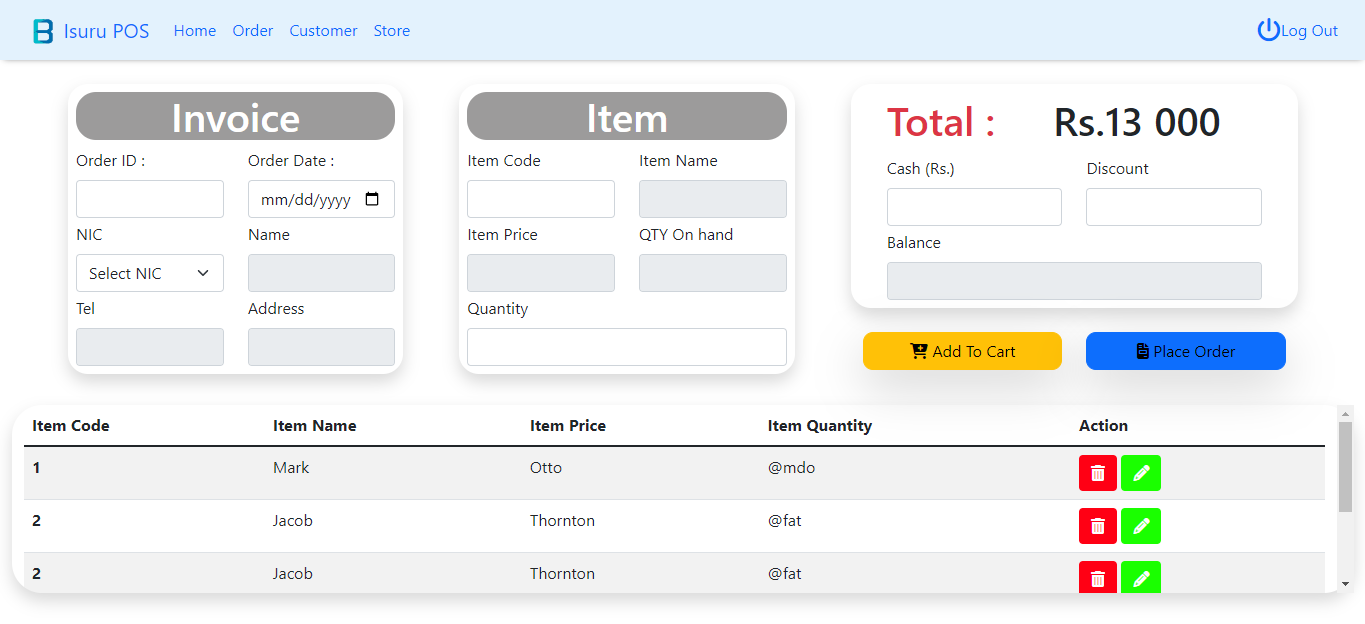 Isuru POS Home Order Customer Store Log Out
Invoice
Order ID : Order Date :
mm/dd/yyyy
NIC Name
Select NIC
Tel Address
Item
Item Code Item Name
Item Price QTY On hand
Quantity
Total : Rs.13 000
Cash (Rs.) Discount
Balance
Add To Cart Place Order
Item Code Item Name Item Price Item Quantity Action
1 Mark Otto @mdo
2 Jacob Thornton @fat
2 Jacob Thornton @fat